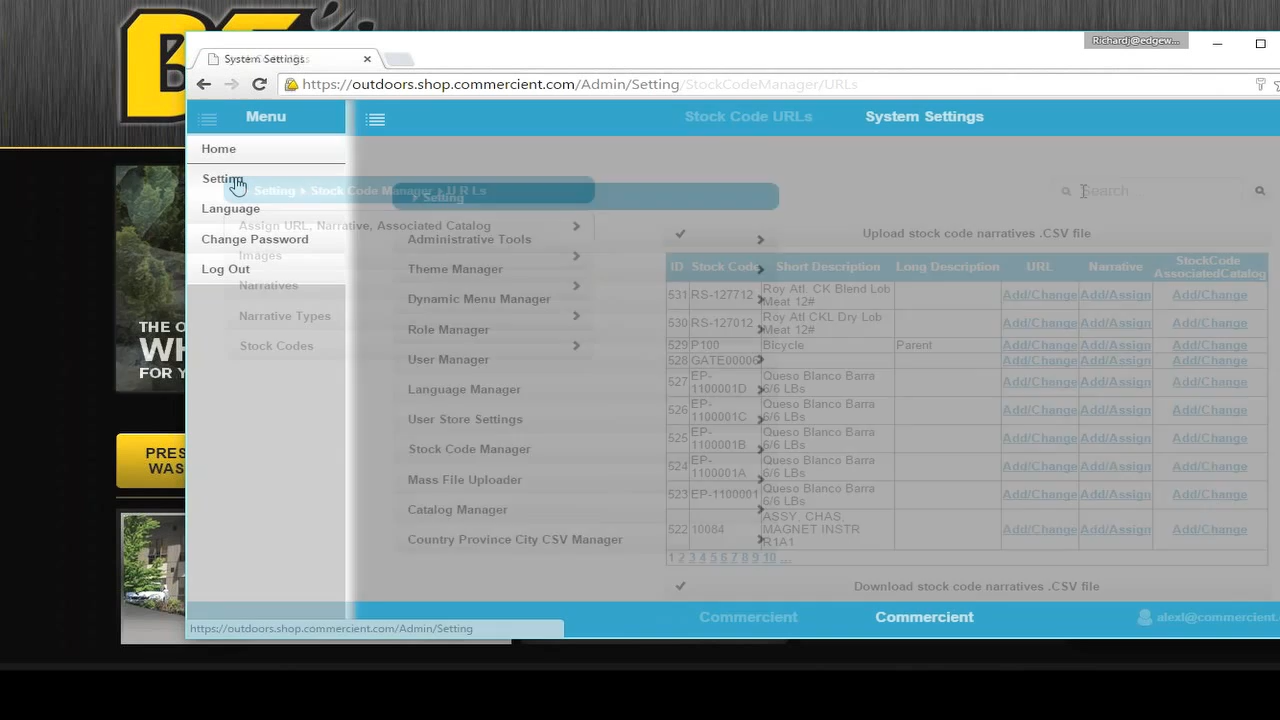 Richardj@edgew...
System Settings
https://outdoors.shop.commercient.com/Admin/Setting/StockCodeManager/URLs
Menu
Stock Code URLs
System Settings
Home
Setting
Language
Change Password
Log Out
Setting Stock Code Manager U R Ls
Assign URL, Narrative, Associated Catalog
Images
Narratives
Narrative Types
Stock Codes
Setting
Administrative Tools
Theme Manager
Dynamic Menu Manager
Role Manager
User Manager
Language Manager
User Store Settings
Stock Code Manager
Mass File Uploader
Catalog Manager
Country Province City CSV Manager
Search
Upload stock code narratives .CSV file
ID Stock Code Short Description Long Description URL Narrative StockCode AssociatedCatalog
531 RS-127712 Roy Atl. CK Blend Lob Meat 12# Add/Change Add/Assign Add/Change
530 RS-127012 Roy Atl CKL Dry Lob Meat 12# Add/Change Add/Assign Add/Change
529 P100 BIcycle Parent Add/Change Add/Assign Add/Change
528 GATE00006 Add/Change Add/Assign Add/Change
527 EP-1100001D Queso Blanco Barra 6/6 LBs Add/Change Add/Assign Add/Change
526 EP-1100001C Queso Blanco Barra 6/6 LBs Add/Change Add/Assign Add/Change
525 EP-1100001B Queso Blanco Barra 6/6 LBs Add/Change Add/Assign Add/Change
524 EP-1100001A Queso Blanco Barra 6/6 LBs Add/Change Add/Assign Add/Change
523 EP-1100001 Queso Blanco Barra 6/6 LBs Add/Change Add/Assign Add/Change
522 10084 ASSY, CHAS, MAGNET INSTR R1A1 Add/Change Add/Assign Add/Change
1 2 3 4 5 6 7 8 9 10 ...
Download stock code narratives .CSV file
Commercient
Commercient
alexl@commercient.
https://outdoors.shop.commercient.com/Admin/Setting
THE O
WH
FOR Y
PRES
WAS